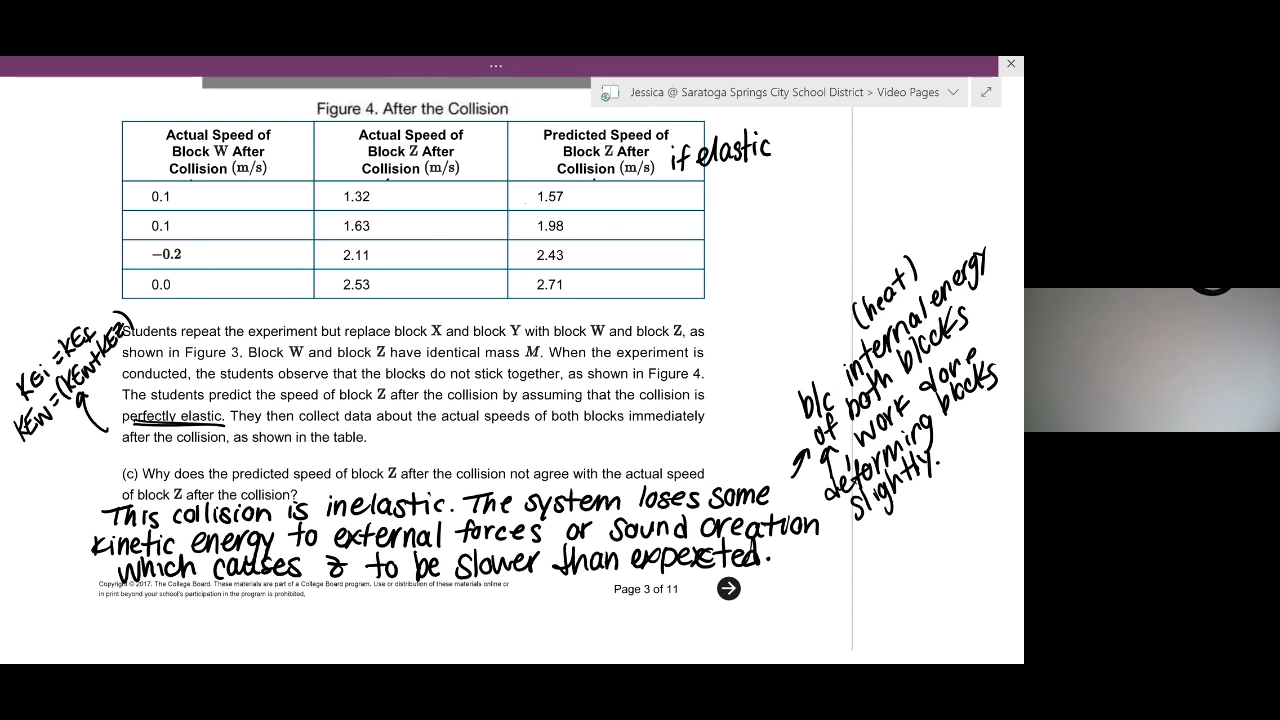 ...
Jessica @ Saratoga Springs City School District > Video Pages
Figure 4. After the Collision
Actual Speed of Block W After Collision (m/s)
Actual Speed of Block Z After Collision (m/s)
Predicted Speed of Block Z After Collision (m/s)
if elastic
0.1 1.32 1.57
0.1 1.63 1.98
−0.2 2.11 2.43
0.0 2.53 2.71
KEi = KEf
KEW = (KEW + KEZ)
Students repeat the experiment but replace block X and block Y with block W and block Z, as
shown in Figure 3. Block W and block Z have identical mass M. When the experiment is
conducted, the students observe that the blocks do not stick together, as shown in Figure 4.
The students predict the speed of block Z after the collision by assuming that the collision is
perfectly elastic. They then collect data about the actual speeds of both blocks immediately
after the collision, as shown in the table.
(heat)
b/c internal energy
of both blocks
work done
deforming blocks
slightly.
(c) Why does the predicted speed of block Z after the collision not agree with the actual speed
of block Z after the collision?
This collision is inelastic. The system loses some
kinetic energy to external forces or sound creation
which causes z to be slower than expected.
Copyright © 2017. The College Board. These materials are part of a College Board program. Use or distribution of these materials online or
in print beyond your school's participation in the program is prohibited.
Page 3 of 11